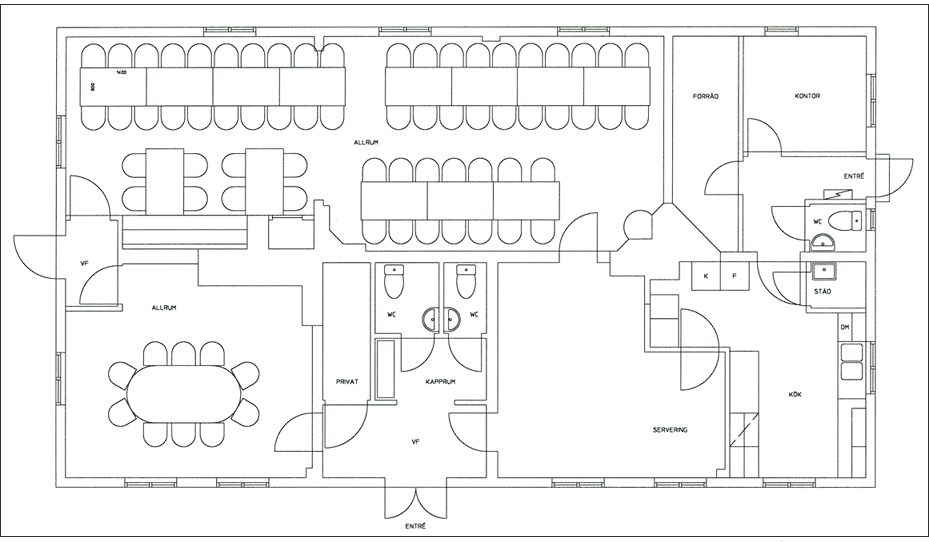 1400
800
FÖRRÅD
KONTOR
ALLRUM
ENTRÉ
WC
VF
K
F
STÄD
ALLRUM
WC
WC
DM
PRIVAT
KAPPRUM
KÖK
SERVERING
VF
ENTRÉ